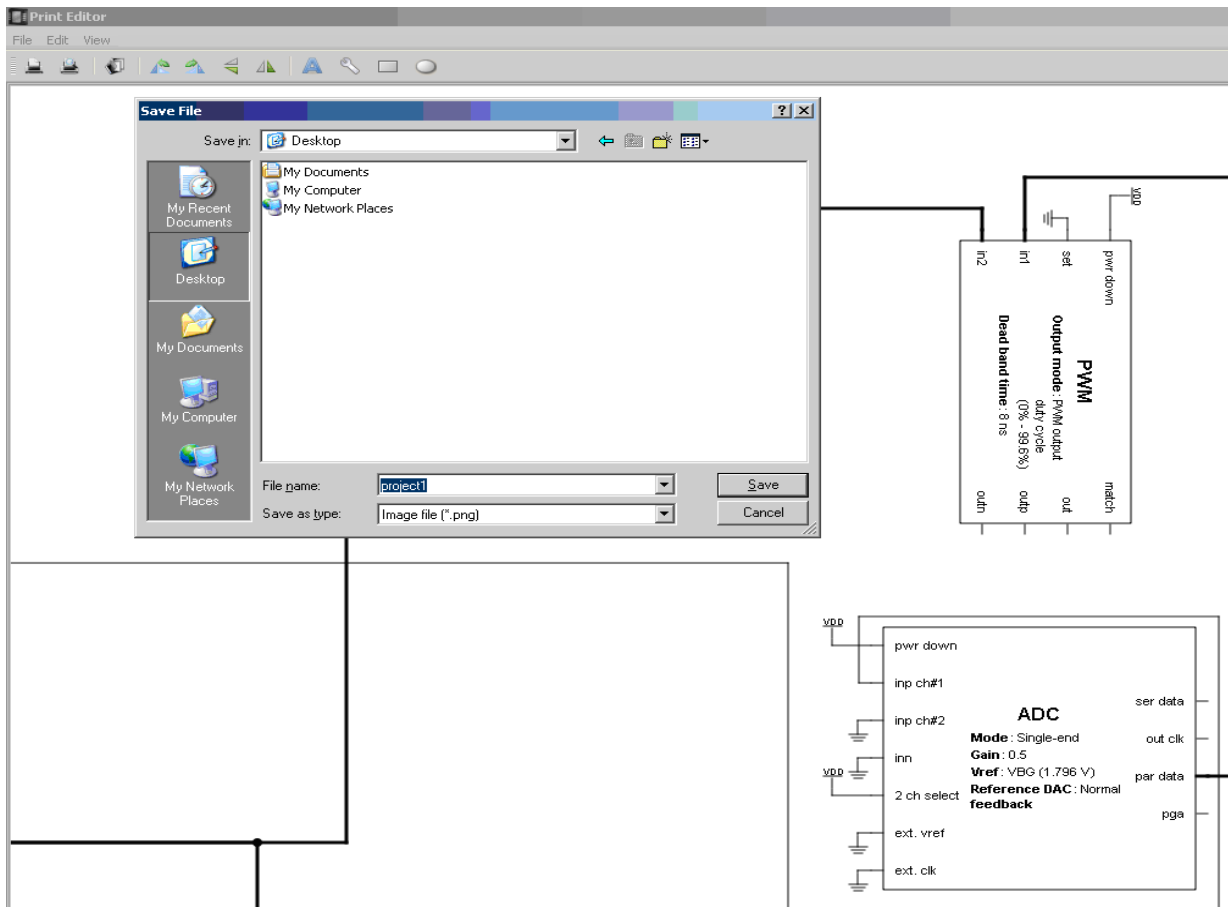 Print Editor
File Edit View
Save File
Save in: Desktop
My Recent
Documents
Desktop
My Documents
My Computer
My Network
Places
My Documents
My Computer
My Network Places
File name: project1 Save
Save as type: Image file (*.png) Cancel
VDD
in2 in1 set pwr down
PWM
Output mode : PWM output
duty cycle
(0% - 99.6%)
Dead band time : 8 ns
outn outp out match
VDD
pwr down
inp ch#1
inp ch#2
inn
VDD
2 ch select
ext. vref
ext. clk
ADC
Mode : Single-end
Gain : 0.5
Vref : VBG (1.796 V)
Reference DAC : Normal
feedback
ser data
out clk
par data
pga